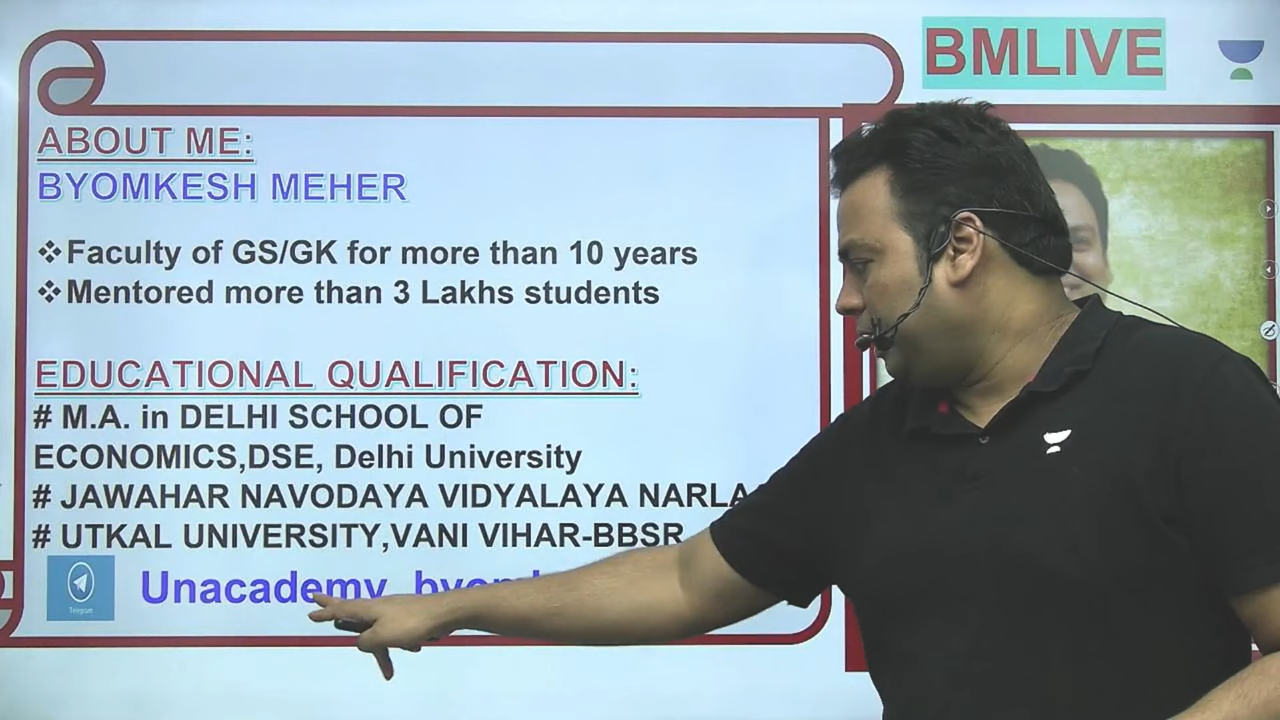 BMLIVE
ABOUT ME:
BYOMKESH MEHER
❖Faculty of GS/GK for more than 10 years
❖Mentored more than 3 Lakhs students
EDUCATIONAL QUALIFICATION:
# M.A. in DELHI SCHOOL OF
ECONOMICS,DSE, Delhi University
# JAWAHAR NAVODAYA VIDYALAYA NARLA
# UTKAL UNIVERSITY,VANI VIHAR-BBSR
Telegram
Unacademy